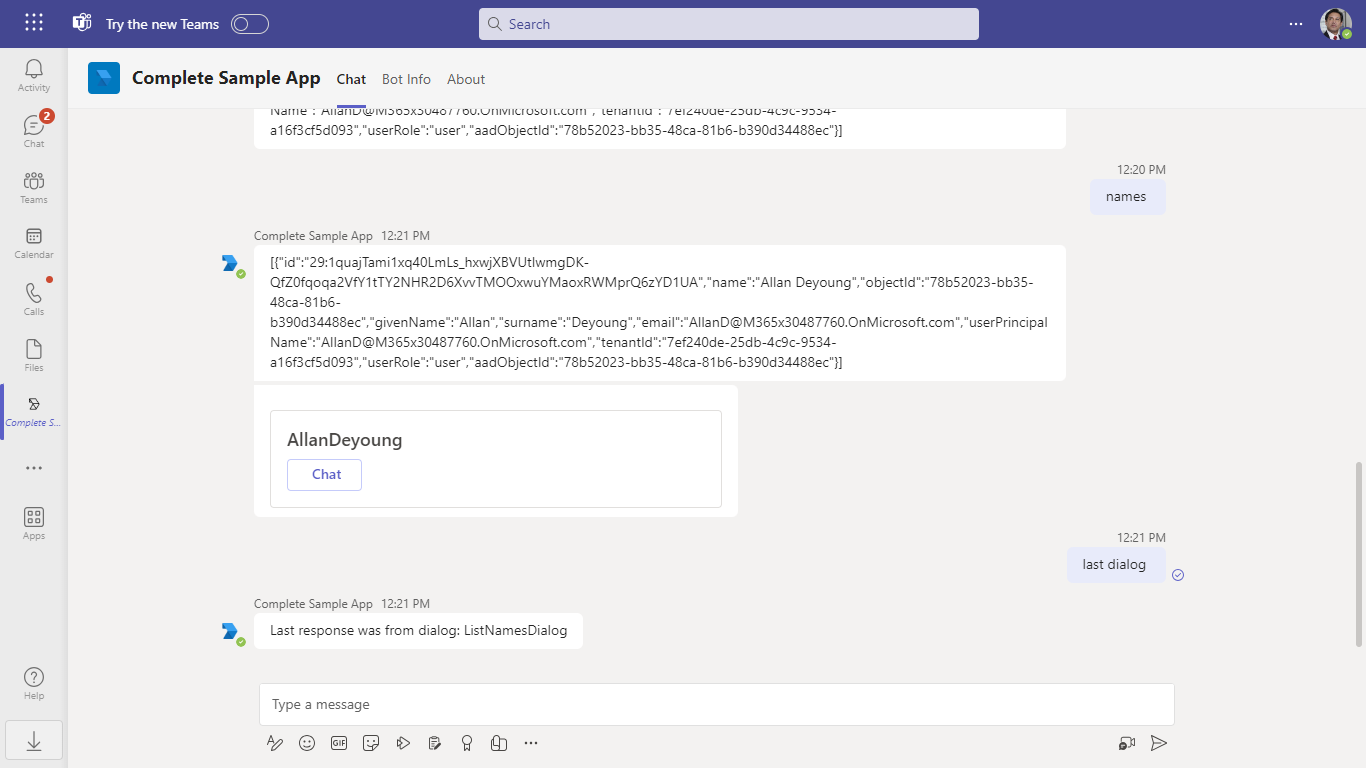 Try the new Teams
Search
Activity
2
Chat
Teams
Calendar
Calls
Files
Complete S...
Apps
Help
Complete Sample App
Chat
Bot Info
About
Name":"AllanD@M365x30487760.OnMicrosoft.com","tenantId":"7ef240de-25db-4c9c-9534-
a16f3cf5d093","userRole":"user","aadObjectId":"78b52023-bb35-48ca-81b6-b390d34488ec"}]
12:20 PM
names
Complete Sample App 12:21 PM
[{"id":"29:1quajTami1xq40LmLs_hxwjXBVUtIwmgDK-
QfZ0fqoqa2VfY1tTY2NHR2D6XvvTMOOxwuYMaoxRWMprQ6zYD1UA","name":"Allan Deyoung","objectId":"78b52023-bb35-
48ca-81b6-
b390d34488ec","givenName":"Allan","surname":"Deyoung","email":"AllanD@M365x30487760.OnMicrosoft.com","userPrincipal
Name":"AllanD@M365x30487760.OnMicrosoft.com","tenantId":"7ef240de-25db-4c9c-9534-
a16f3cf5d093","userRole":"user","aadObjectId":"78b52023-bb35-48ca-81b6-b390d34488ec"}]
AllanDeyoung
Chat
12:21 PM
last dialog
Complete Sample App 12:21 PM
Last response was from dialog: ListNamesDialog
Type a message
GIF